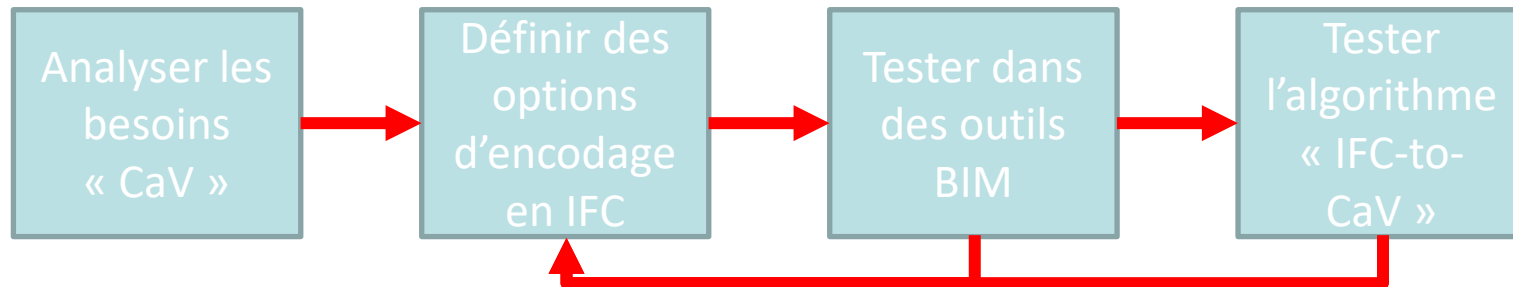 Analyser les
besoins
« CaV »
Définir des
options
d’encodage
en IFC
Tester dans
des outils
BIM
Tester
l’algorithme
« IFC-to-
CaV »